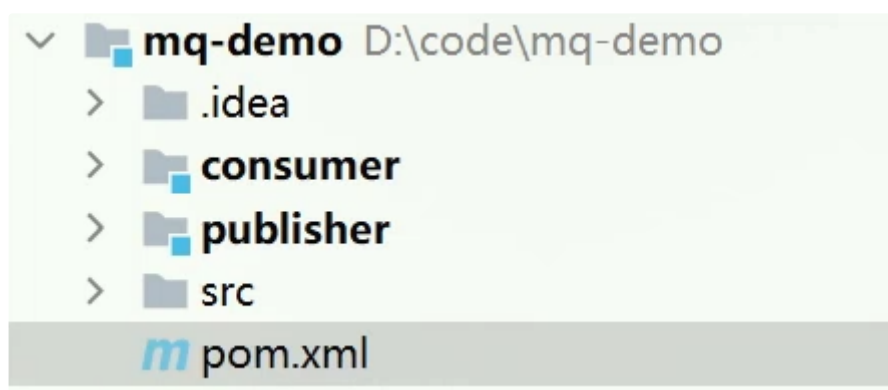 mq-demo D:\code\mq-demo
.idea
consumer
publisher
src
pom.xml